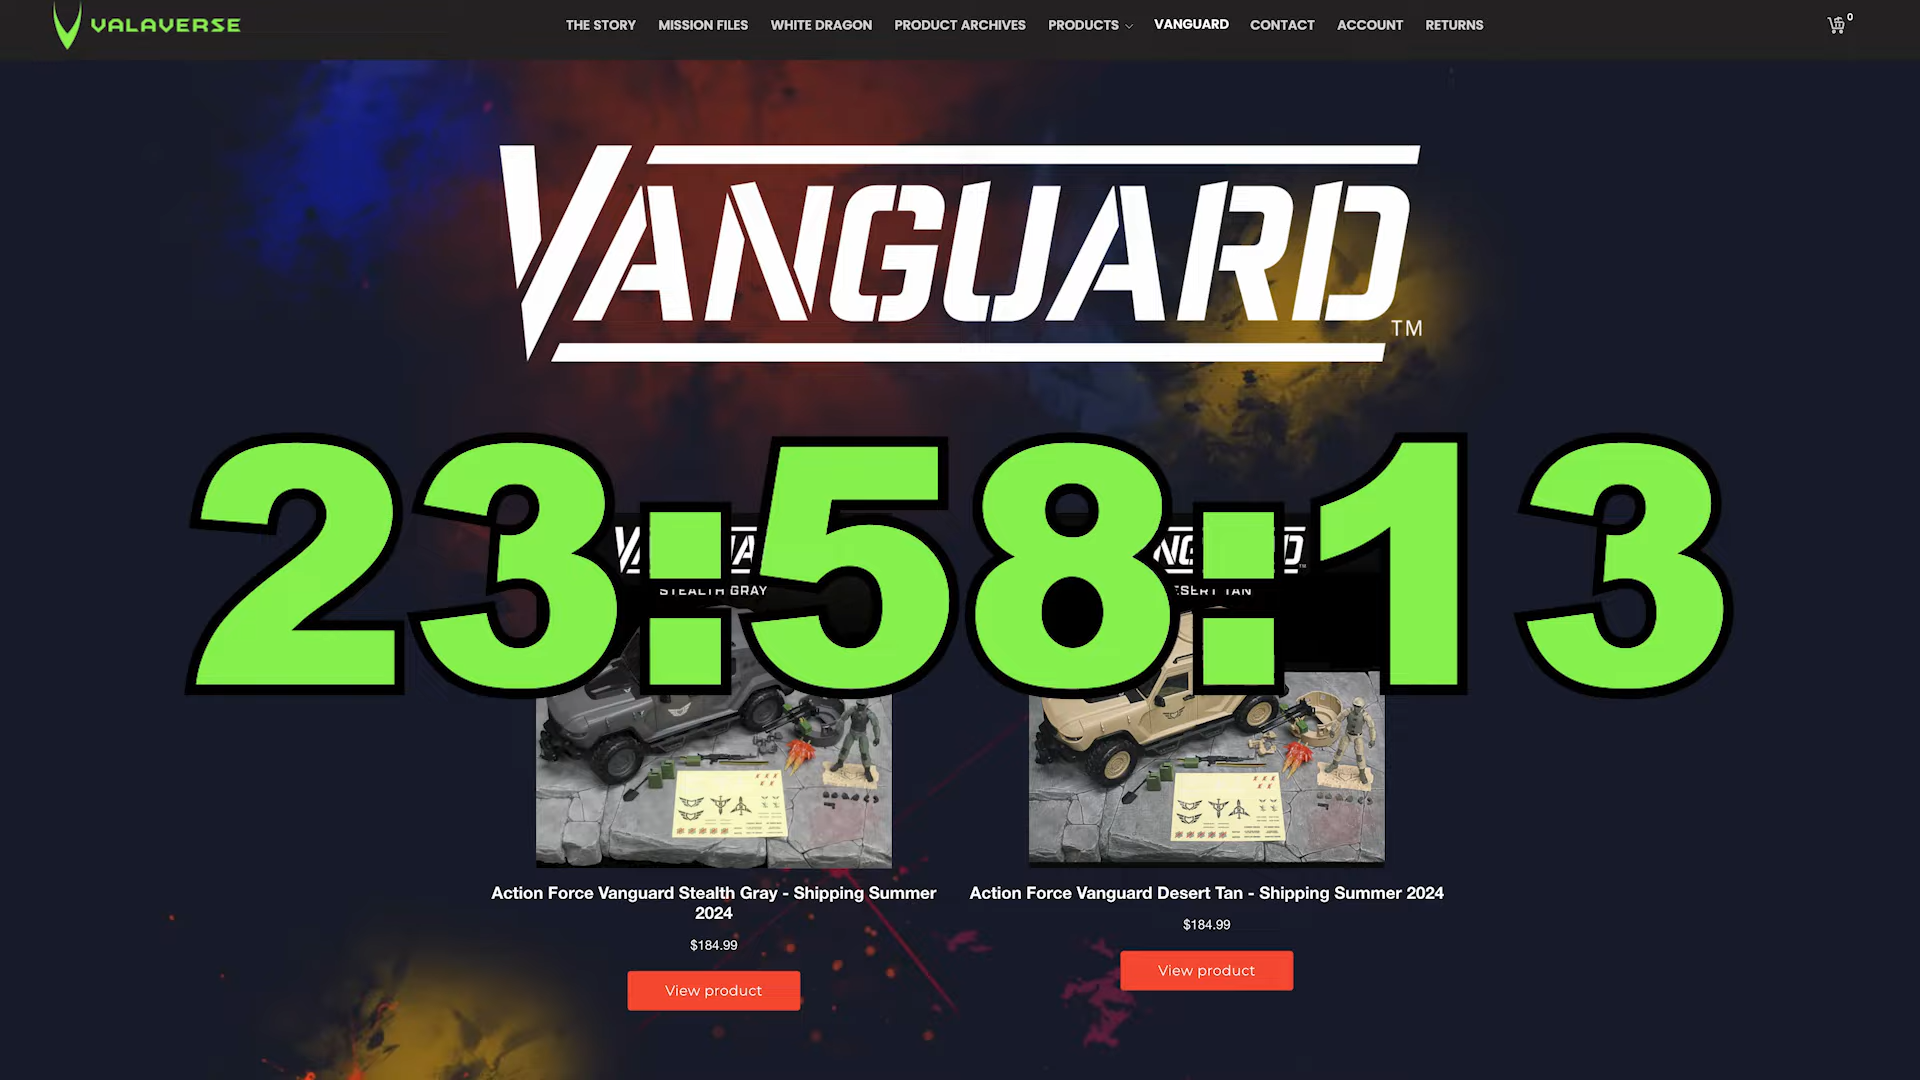 VALAVERSE
THE STORY MISSION FILES WHITE DRAGON PRODUCT ARCHIVES PRODUCTS VANGUARD CONTACT ACCOUNT RETURNS 0
VANGUARD TM
23:58:13
STEALTH GRAY
Action Force Vanguard Stealth Gray - Shipping Summer
2024
$184.99
View product
Action Force Vanguard Desert Tan - Shipping Summer 2024
$184.99
View product